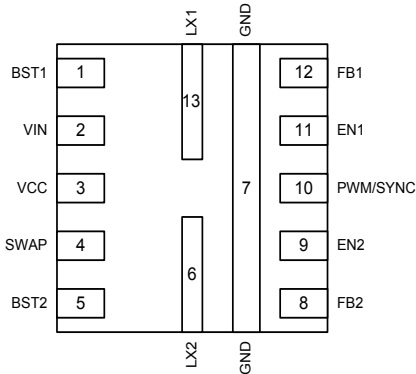 LX1
GND
BST1 1
12 FB1
13
VIN 2
11 EN1
VCC 3
7
10 PWM/SYNC
SWAP 4
9 EN2
6
BST2 5
8 FB2
LX2
GND